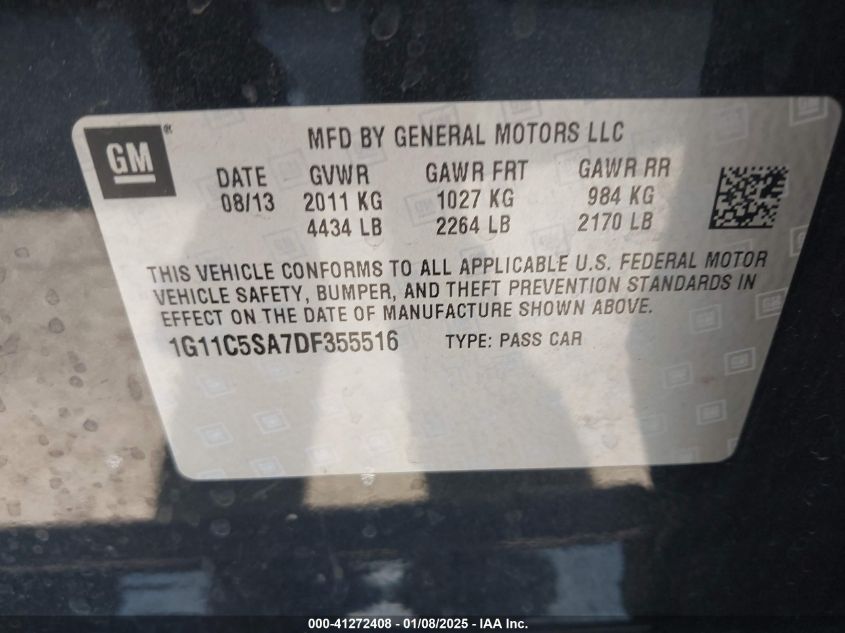 GM®
MFD BY GENERAL MOTORS LLC
DATE GVWR GAWR FRT GAWR RR
08/13 2011 KG 1027 KG 984 KG
4434 LB 2264 LB 2170 LB
THIS VEHICLE CONFORMS TO ALL APPLICABLE U.S. FEDERAL MOTOR
VEHICLE SAFETY, BUMPER, AND THEFT PREVENTION STANDARDS IN
EFFECT ON THE DATE OF MANUFACTURE SHOWN ABOVE.
1G11C5SA7DF355516 TYPE: PASS CAR
000-41272408 - 01/08/2025 - IAA Inc.